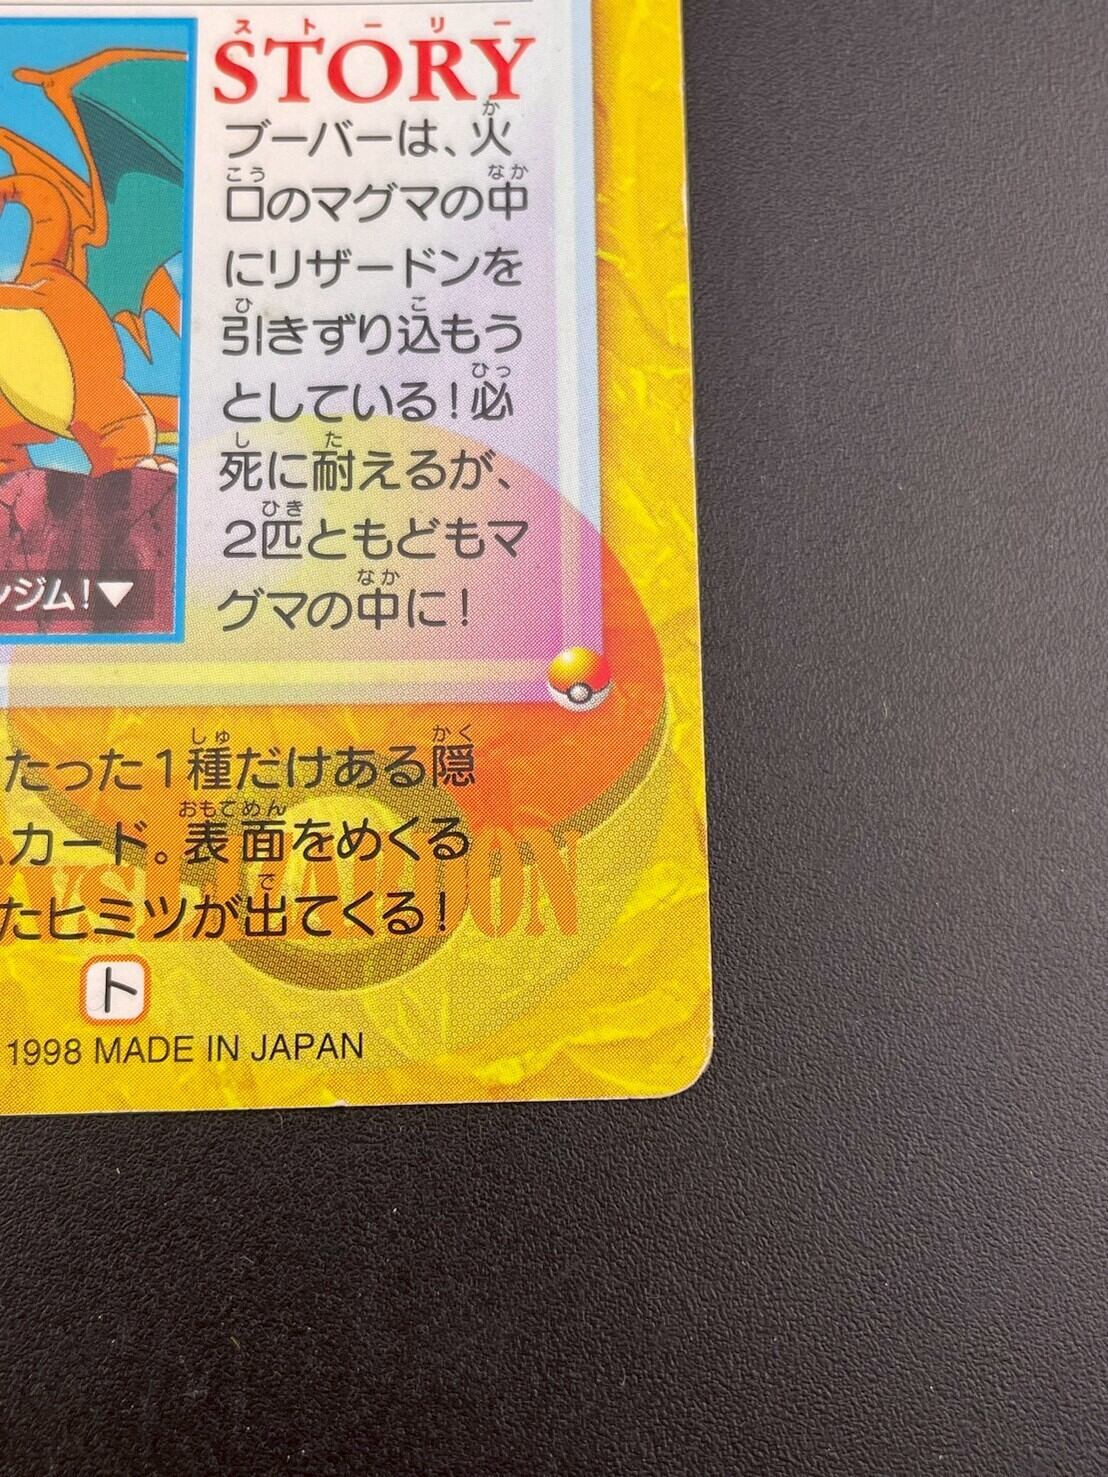 ストーリー
STORY
ブーバーは、火
口のマグマの中
にリザードンを
引きずり込もう
としている!必
死に耐えるが、
2匹ともどもマ
グマの中に!
ジム!▼
たった1種だけある隠
カード。表面をめくる
たヒミツが出てくる!
ト
1998 MADE IN JAPAN